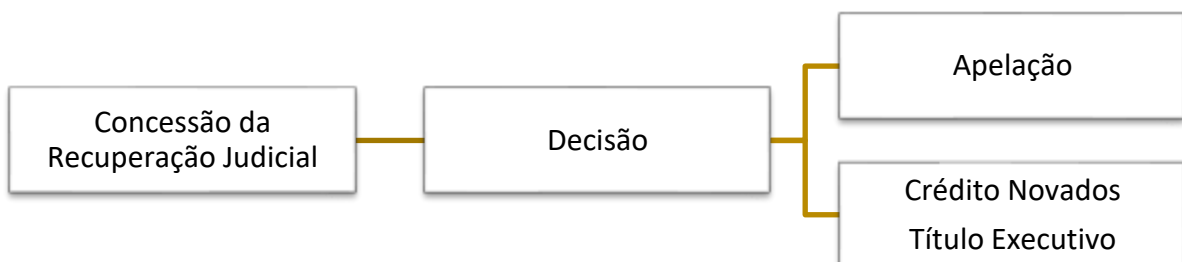 Concessão da
Recuperação Judicial
Decisão
Apelação
Crédito Novados
Título Executivo